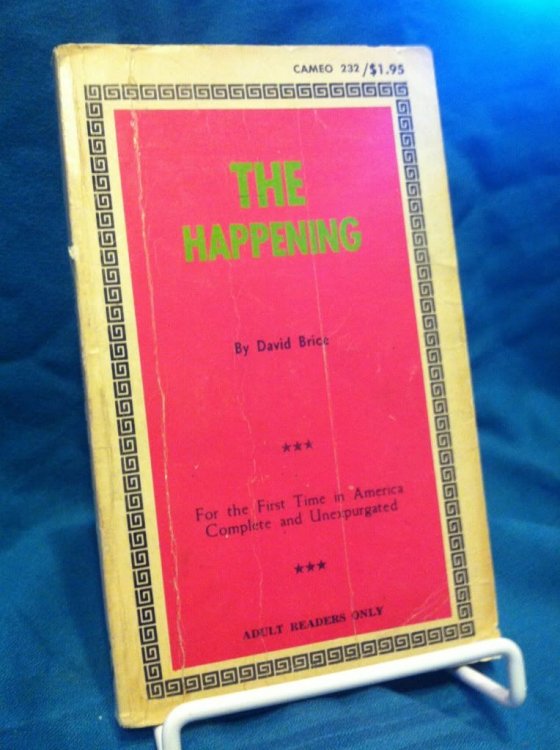 CAMEO 232/$1.95
THE
HAPPENING
By David Brice
★★★
For the First Time in America
Complete and Unexpurgated
★★★
ADULT READERS ONLY